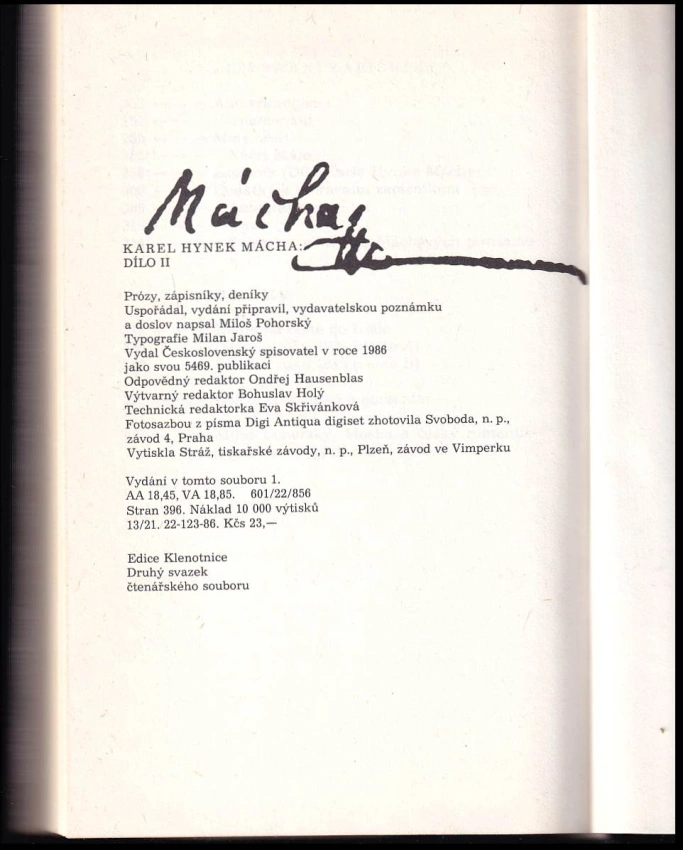 Mácha
KAREL HYNEK MÁCHA:
DÍLO II
Prózy, zápisníky, deníky
Uspořádal, vydání připravil, vydavatelskou poznámku
a doslov napsal Miloš Pohorský
Typografie Milan Jaroš
Vydal Československý spisovatel v roce 1986
jako svou 5469. publikaci
Odpovědný redaktor Ondřej Hausenblas
Výtvarný redaktor Bohuslav Holý
Technická redaktorka Eva Skřivánková
Fotosazbou z písma Digi Antiqua digiset zhotovila Svoboda, n. p.,
závod 4, Praha
Vytiskla Stráž, tiskařské závody, n. p., Plzeň, závod ve Vimperku
Vydání v tomto souboru 1.
AA 18,45, VA 18,85. 601/22/856
Stran 396. Náklad 10 000 výtisků
13/21. 22-123-86. Kčs 23,—
Edice Klenotnice
Druhý svazek
čtenářského souboru